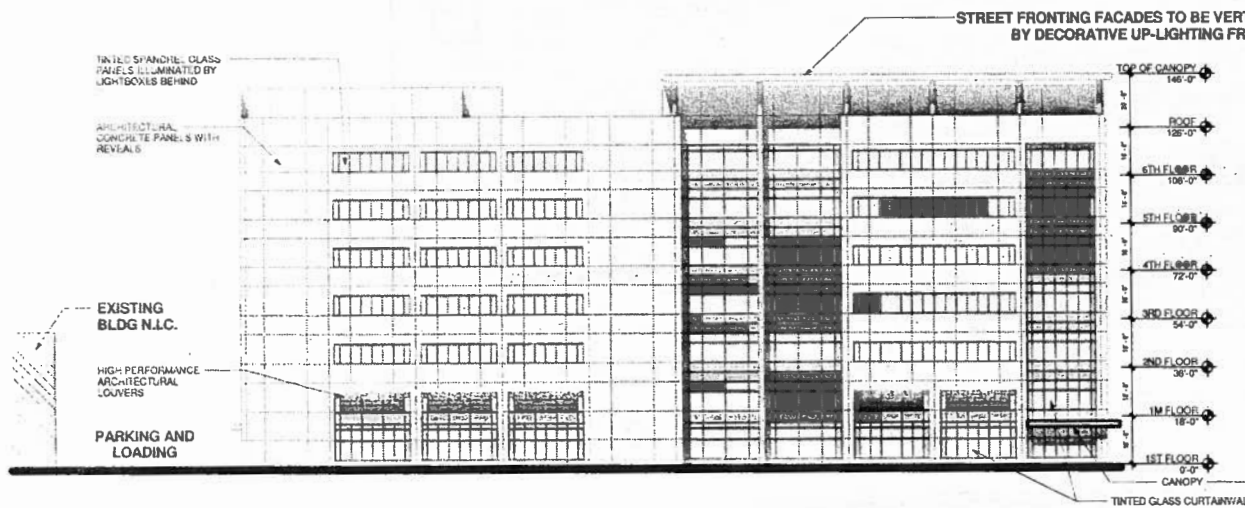 STREET FRONTING FACADES TO BE VERT
BY DECORATIVE UP-LIGHTING FR
TINTED SPANDREL GLASS
PANELS ILLUMINATED BY
LIGHTBOXES BEHIND
ARCHITECTURAL
CONCRETE PANELS WITH
REVEALS
EXISTING
BLDG N.I.C.
HIGH PERFORMANCE
ARCHITECTURAL
LOUVERS
PARKING AND
LOADING
TOP OF CANOPY
146'-0"
ROOF
126'-0"
6TH FLOOR
108'-0"
5TH FLOOR
90'-0"
4TH FLOOR
72'-0"
3RD FLOOR
54'-0"
2ND FLOOR
36'-0"
1M FLOOR
18'-0"
1ST FLOOR
0'-0"
CANOPY
TINTED GLASS CURTAINWAL